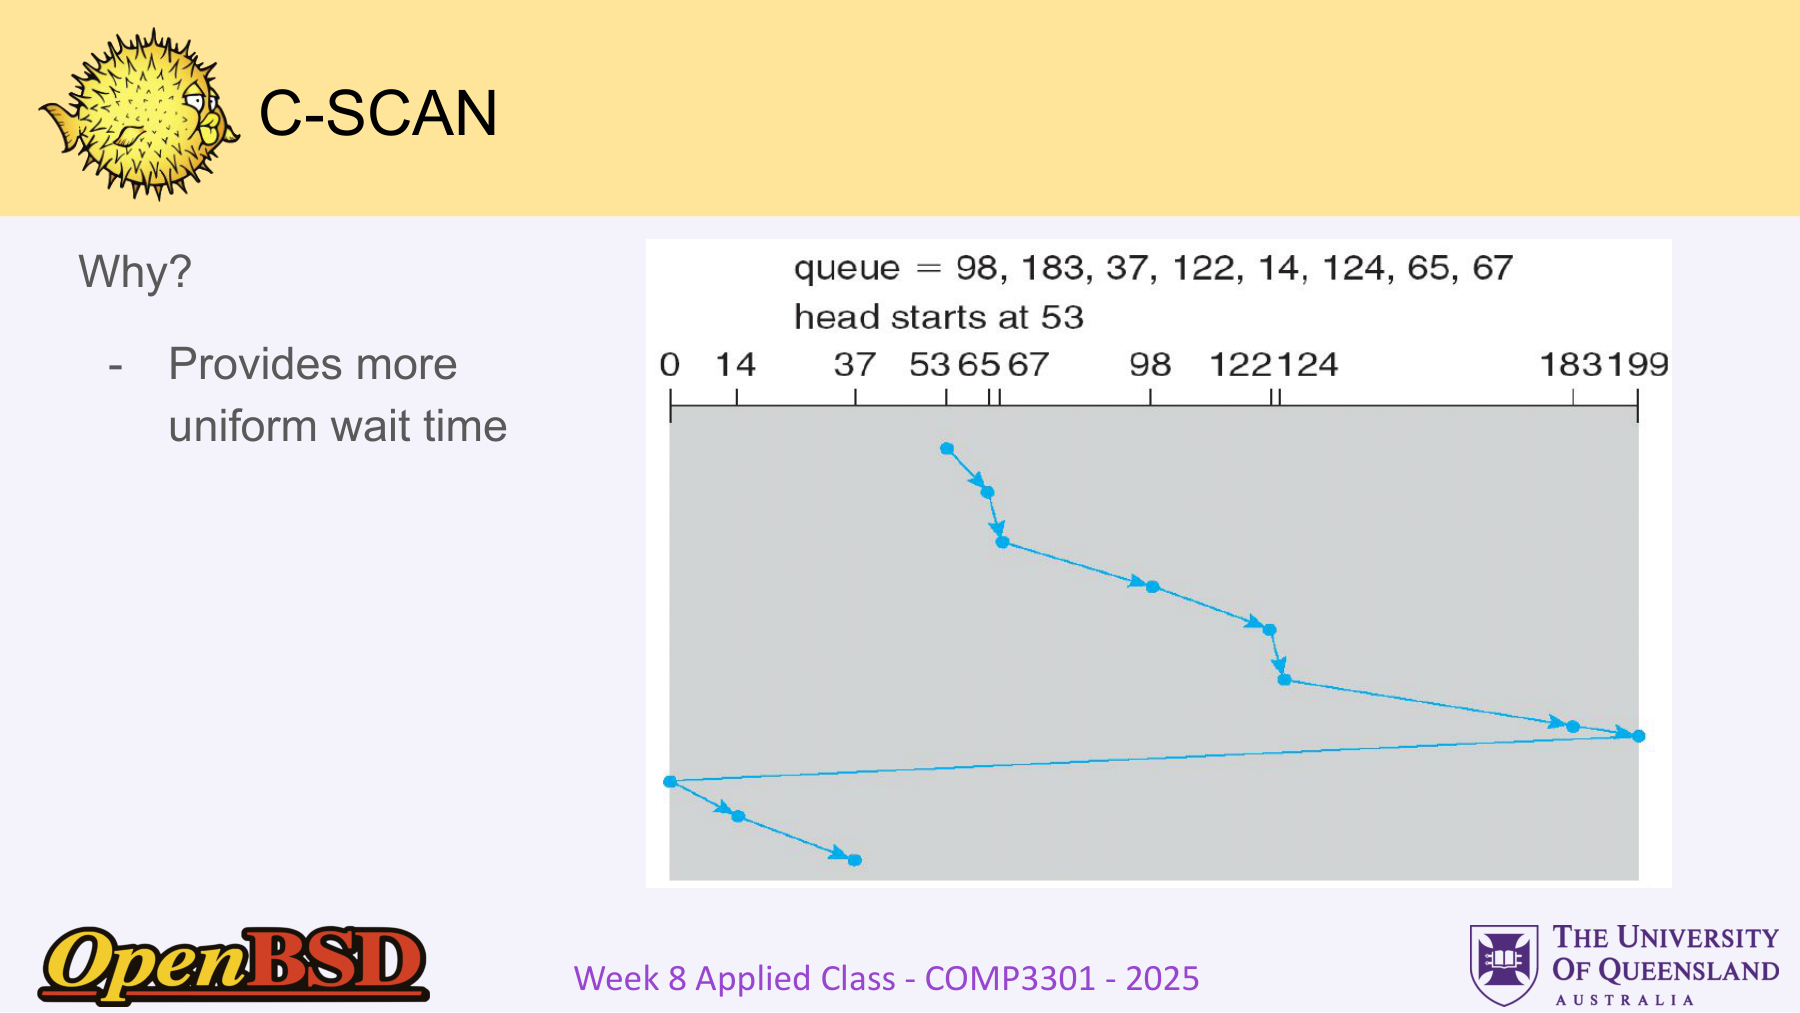 C-SCAN
Why?
- Provides more
uniform wait time
queue = 98, 183, 37, 122, 14, 124, 65, 67
head starts at 53
0 14 37 53 65 67 98 122 124 183 199
OpenBSD
Week 8 Applied Class - COMP3301 - 2025
THE UNIVERSITY
OF QUEENSLAND
AUSTRALIA